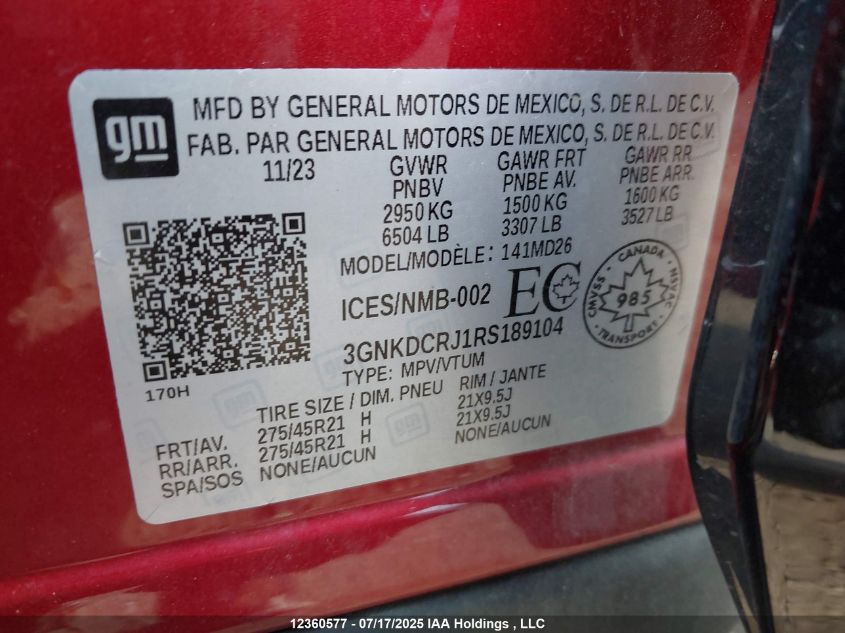 gm
MFD BY GENERAL MOTORS DE MEXICO, S. DE R.L. DE C.V.
FAB. PAR GENERAL MOTORS DE MEXICO, S. DE R.L. DE C.V.
11/23 GVWR GAWR FRT GAWR RR
PNBV PNBE AV. PNBE ARR.
2950 KG 1500 KG 1600 KG
6504 LB 3307 LB 3527 LB
MODEL/MODÈLE: 141MD26
ICES/NMB-002 EC
CANADA
CMVSS 985 HVAC
TRANSPORT
3GNKDCRJ1RS189104
TYPE: MPV/VTUM
170H
TIRE SIZE / DIM. PNEU RIM / JANTE
FRT/AV. 275/45R21 H 21X9.5J
RR/ARR. 275/45R21 H 21X9.5J
SPA/SOS NONE/AUCUN NONE/AUCUN
12360577 - 07/17/2025 IAA Holdings , LLC